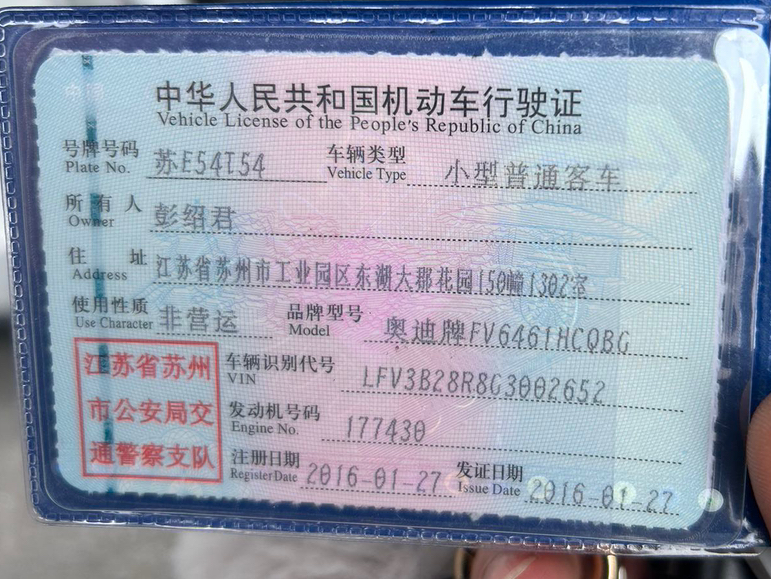 中华人民共和国机动车行驶证
Vehicle License of the People's Republic of China
号牌号码 苏E54T54 车辆类型 小型普通客车
Plate No. Vehicle Type
所有人 彭绍君
Owner
住址 江苏省苏州市工业园区东湖大郡花园150幢1302室
Address
使用性质 非营运 品牌型号 奥迪牌FV6461HCQBG
Use Character Model
江苏省苏州
市公安局交
通警察支队
车辆识别代号 LFV3B28R8G3002652
VIN
发动机号码 177430
Engine No.
注册日期 2016-01-27 发证日期 2016-01-27
Register Date Issue Date